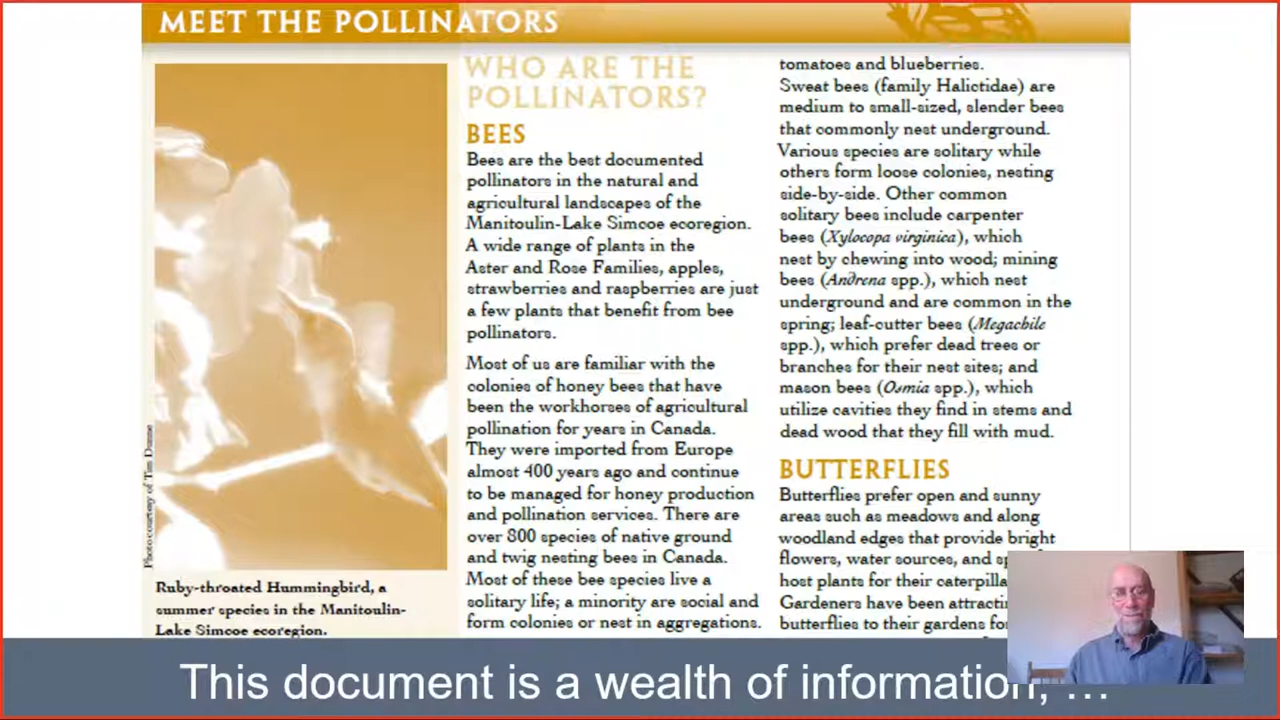 MEET THE POLLINATORS
Photo courtesy of Tim Dunne
Ruby-throated Hummingbird, a
summer species in the Manitoulin-
Lake Simcoe ecoregion.
WHO ARE THE
POLLINATORS?
BEES
Bees are the best documented
pollinators in the natural and
agricultural landscapes of the
Manitoulin-Lake Simcoe ecoregion.
A wide range of plants in the
Aster and Rose Families, apples,
strawberries and raspberries are just
a few plants that benefit from bee
pollinators.
Most of us are familiar with the
colonies of honey bees that have
been the workhorses of agricultural
pollination for years in Canada.
They were imported from Europe
almost 400 years ago and continue
to be managed for honey production
and pollination services. There are
over 800 species of native ground
and twig nesting bees in Canada.
Most of these bee species live a
solitary life; a minority are social and
form colonies or nest in aggregations.
tomatoes and blueberries.
Sweat bees (family Halictidae) are
medium to small-sized, slender bees
that commonly nest underground.
Various species are solitary while
others form loose colonies, nesting
side-by-side. Other common
solitary bees include carpenter
bees (Xylocopa virginica), which
nest by chewing into wood; mining
bees (Andrena spp.), which nest
underground and are common in the
spring; leaf-cutter bees (Megachile
spp.), which prefer dead trees or
branches for their nest sites; and
mason bees (Osmia spp.), which
utilize cavities they find in stems and
dead wood that they fill with mud.
BUTTERFLIES
Butterflies prefer open and sunny
areas such as meadows and along
woodland edges that provide bright
flowers, water sources, and
host plants for their
Gardeners have been
butterflies to their gardens
This document is a wealth of information, …